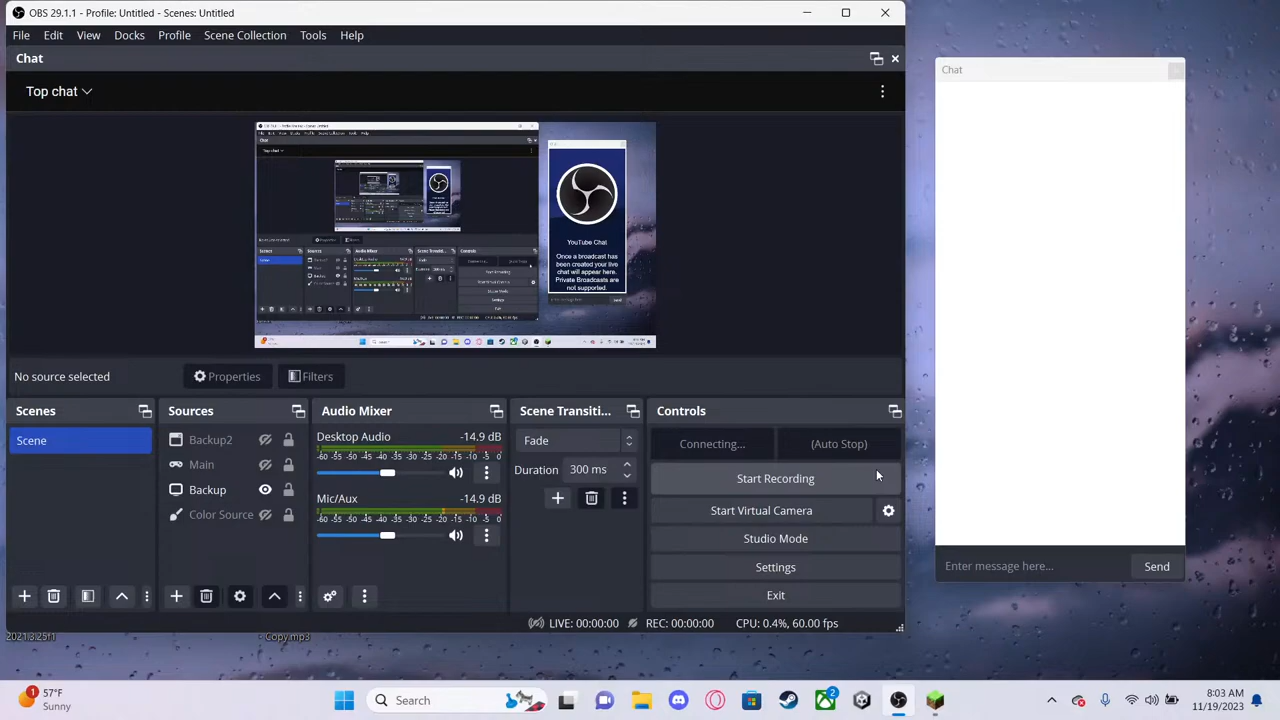 OBS 29.1.1 - Profile: Untitled - Scenes: Untitled
File Edit View Docks Profile Scene Collection Tools Help
Chat
Top chat
YouTube Chat
Once a broadcast
has been
created your live
chat will appear here.
Private Broadcasts are
not supported.
No source selected
Properties
Filters
Scenes
Scene
Sources
Backup2
Main
Backup
Color Source
Audio Mixer
Desktop Audio -14.9 dB
-60 -55 -50 -45 -40 -35 -30 -25 -20 -15 -10 -5 0
Mic/Aux -14.9 dB
-60 -55 -50 -45 -40 -35 -30 -25 -20 -15 -10 -5 0
Scene Transiti...
Fade
Duration 300 ms
Controls
Connecting... (Auto Stop)
Start Recording
Start Virtual Camera
Studio Mode
Settings
Exit
LIVE: 00:00:00 REC: 00:00:00 CPU: 0.4%, 60.00 fps
Chat
Enter message here... Send
2021.3.25f1
- Copy.mp3
1
57°F
Sunny
Search
2
8:03 AM
11/19/2023